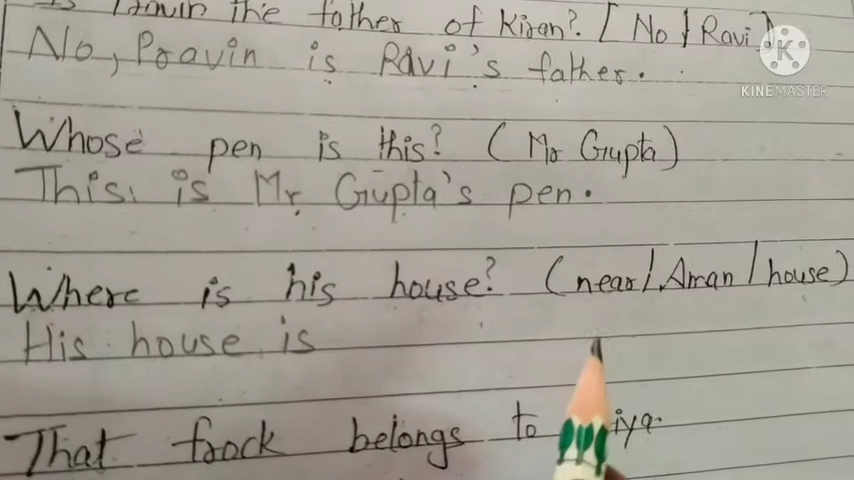 the father of Kiran? [No / Ravi]
No, Pravin is Ravi's father.
KINEMASTER
Whose pen is this? (Mr Gupta)
This is Mr Gupta's pen.
Where is his house? (near / Aman / house)
His house is
That frock belongs to